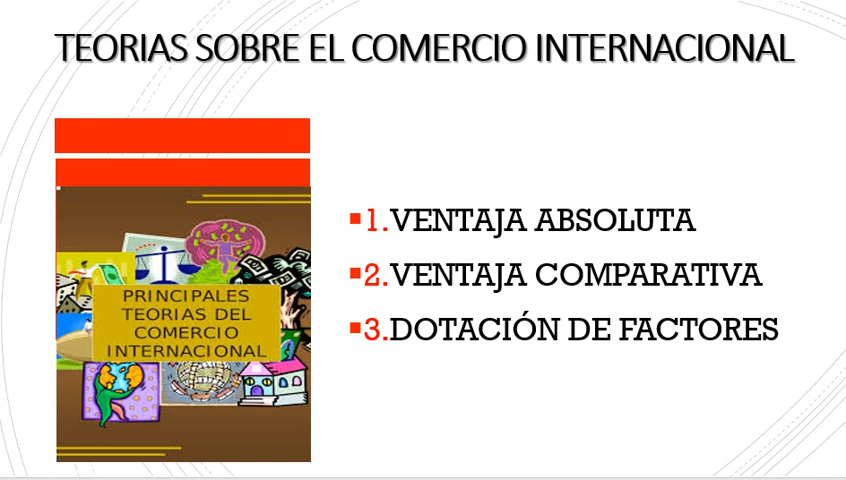 TEORIAS SOBRE EL COMERCIO INTERNACIONAL
PRINCIPALES
TEORIAS DEL
COMERCIO
INTERNACIONAL
1.VENTAJA ABSOLUTA
2.VENTAJA COMPARATIVA
3.DOTACIÓN DE FACTORES